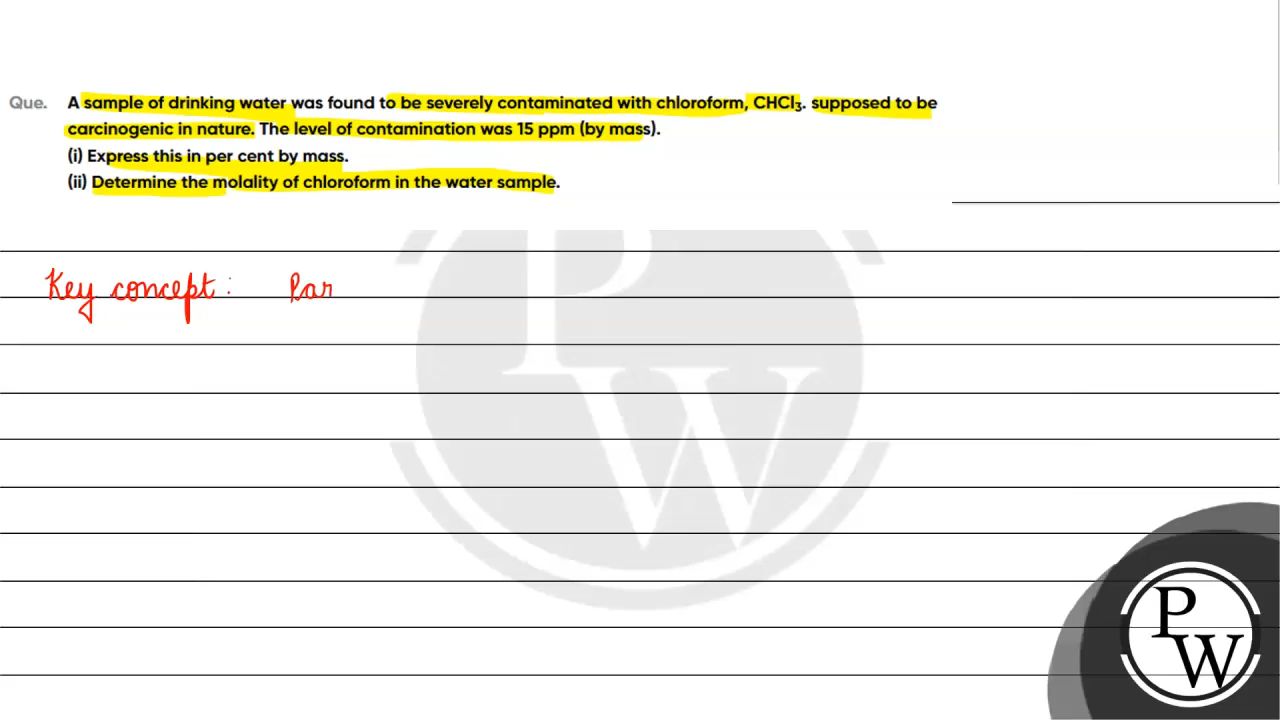 Que. A sample of drinking water was found to be severely contaminated with chloroform, CHCl₃. supposed to be
carcinogenic in nature. The level of contamination was 15 ppm (by mass).
(i) Express this in per cent by mass.
(ii) Determine the molality of chloroform in the water sample.
Key concept: Par
P
W
P
W